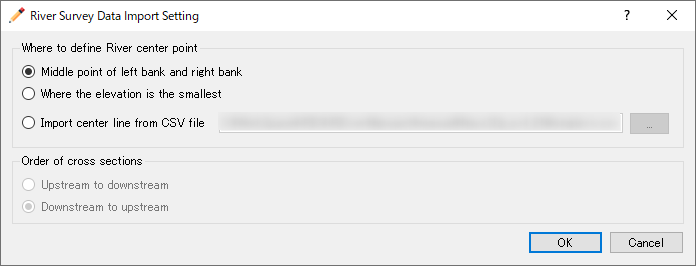 River Survey Data Import Setting
Where to define River center point
Middle point of left bank and right bank
Where the elevation is the smallest
Import center line from CSV file
...
Order of cross sections
Upstream to downstream
Downstream to upstream
OK Cancel